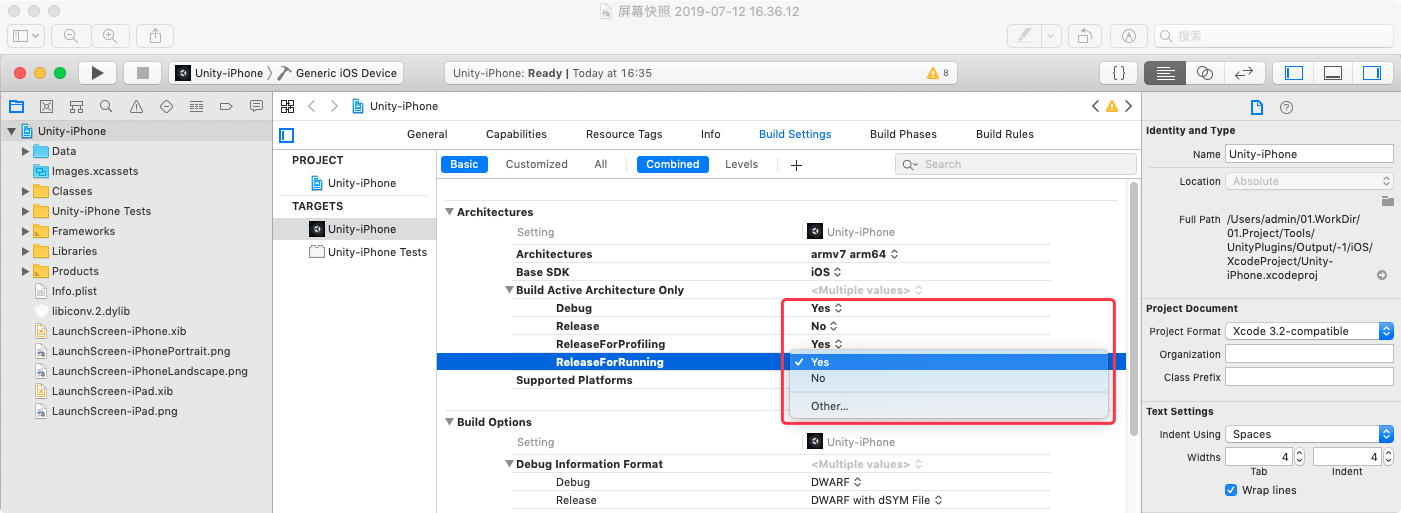 屏幕快照 2019-07-12 16.36.12
搜索
Unity-iPhone
Generic iOS Device
Unity-iPhone: Ready | Today at 16:35
8
Unity-iPhone
Data
Images.xcassets
Classes
Unity-iPhone Tests
Frameworks
Libraries
Products
Info.plist
libiconv.2.dylib
LaunchScreen-iPhone.xib
LaunchScreen-iPhonePortrait.png
LaunchScreen-iPhoneLandscape.png
LaunchScreen-iPad.xib
LaunchScreen-iPad.png
Unity-iPhone
General Capabilities Resource Tags Info Build Settings Build Phases Build Rules
PROJECT
Unity-iPhone
TARGETS
Unity-iPhone
Unity-iPhone Tests
Basic Customized All Combined Levels + Search
Architectures
Setting Unity-iPhone
Architectures armv7 arm64
Base SDK iOS
Build Active Architecture Only <Multiple values>
Debug Yes
Release No
ReleaseForProfiling Yes
ReleaseForRunning Yes
No
Supported Platforms
Other...
Build Options
Setting Unity-iPhone
Debug Information Format <Multiple values>
Debug DWARF
Release DWARF with dSYM File
Identity and Type
Name Unity-iPhone
Location Absolute
Full Path /Users/admin/01.WorkDir/
01.Project/Tools/
UnityPlugins/Output/-1/iOS/
XcodeProject/Unity-
iPhone.xcodeproj
Project Document
Project Format Xcode 3.2-compatible
Organization
Class Prefix
Text Settings
Indent Using Spaces
Widths 4 4
Tab Indent
Wrap lines